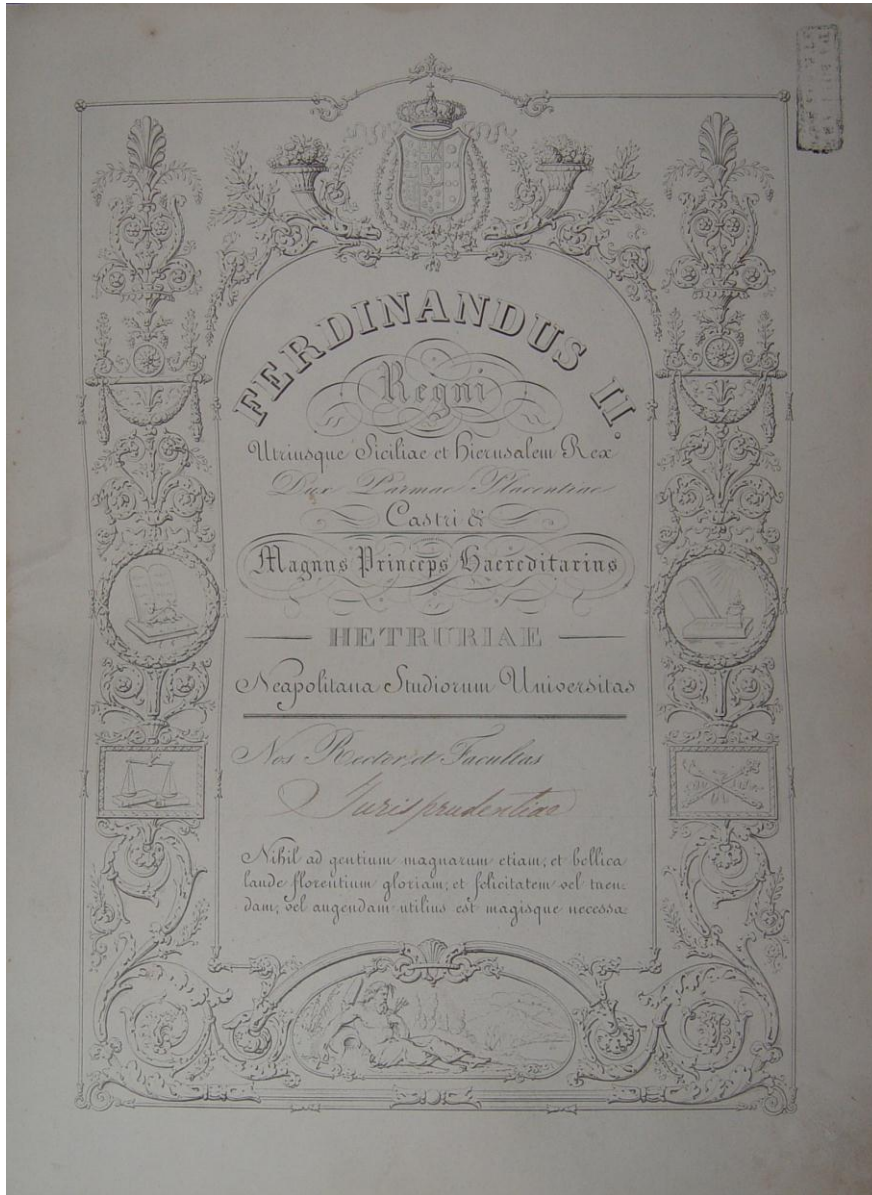 FERDINANDUS II.
Regni
Utriusque Siciliae et Hierusalem Rex
Dux Parmae Placentiae
Castri &
Magnus Princeps Haereditarius
HETRURIAE
Neapolitana Studiorum Universitas
Nos Rector et Facultas
Jurisprudentiae
Nihil ad gentium magnarum etiam, et bellica
laude florentium gloriam, et felicitatem vel tuen-
dam, vel augendam utilius est magisque necessa-